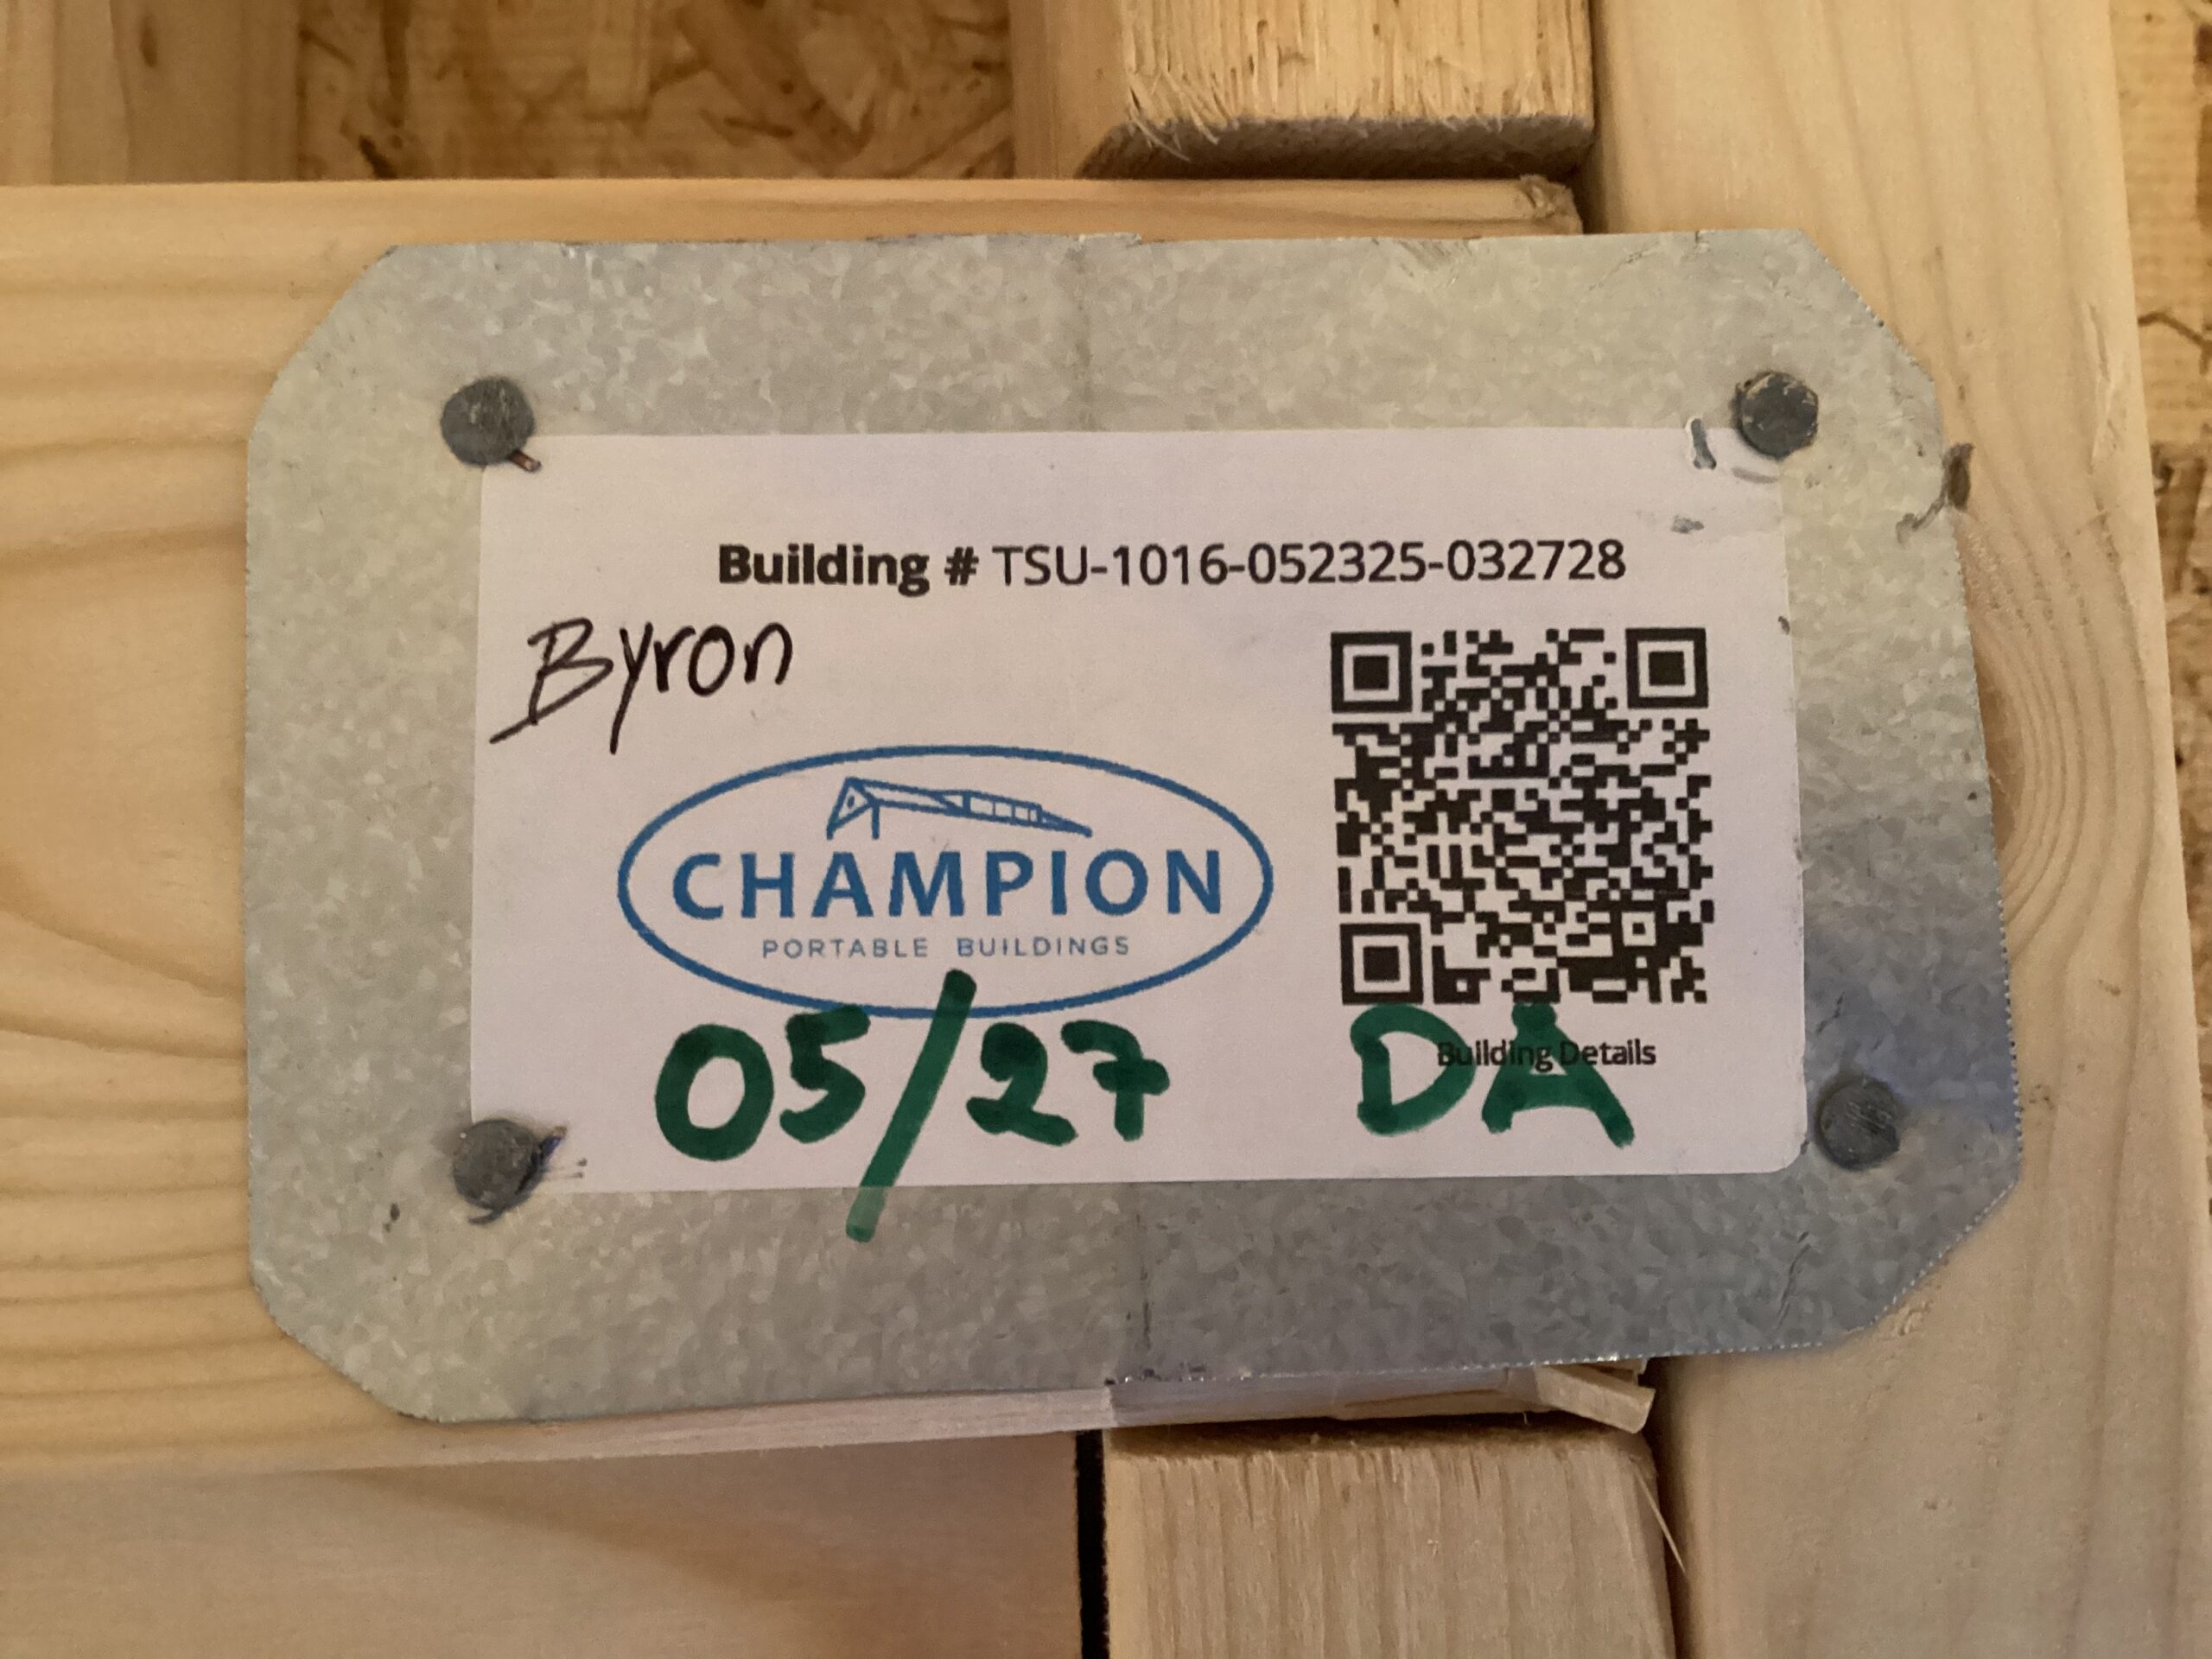 Building # TSU-1016-052325-032728
Byron
CHAMPION
PORTABLE BUILDINGS
Building Details
05/27 DA